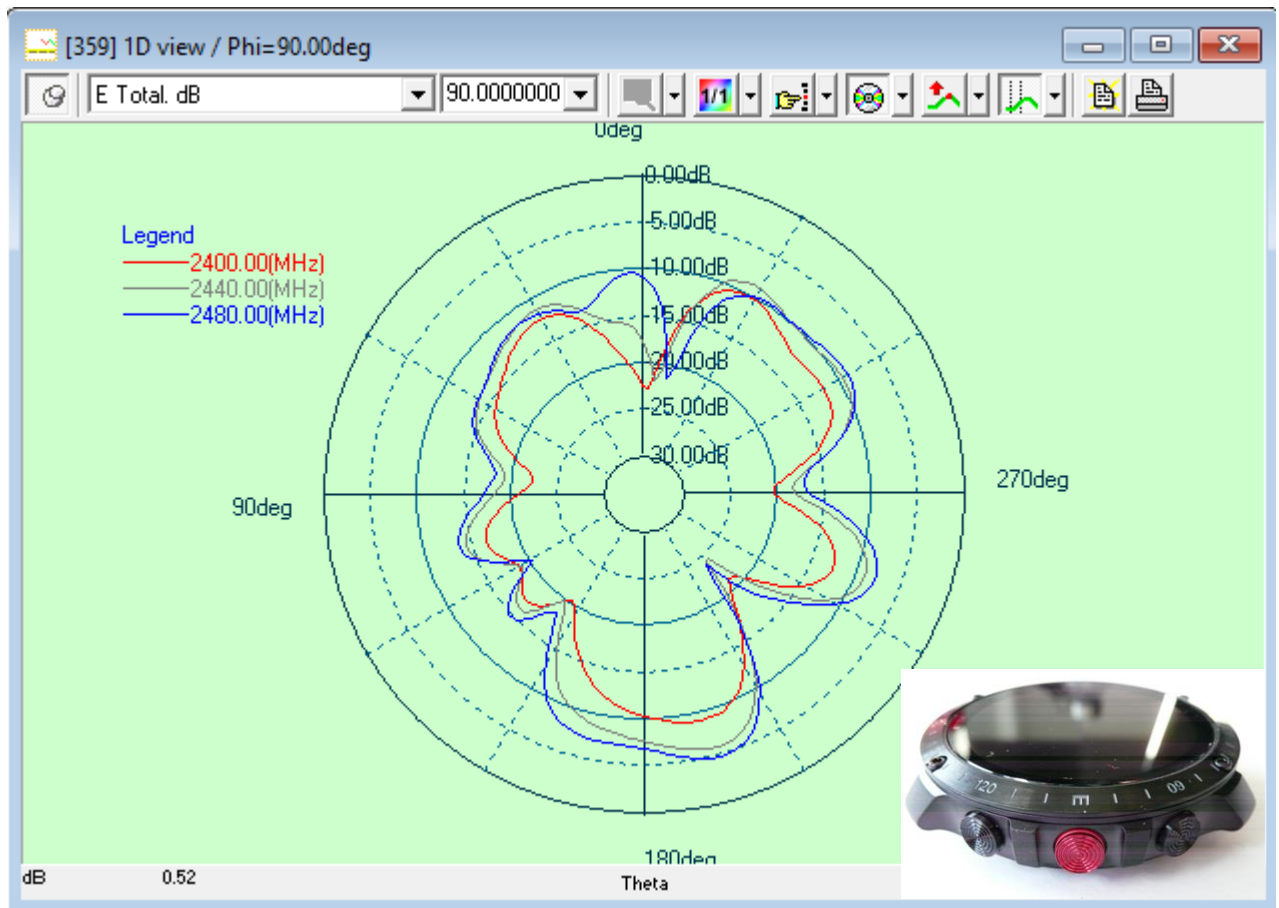 [359] 1D view / Phi=90.00deg
E Total. dB
90.0000000
1/1
0deg
0.00dB
-5.00dB
-10.00dB
-15.00dB
-20.00dB
-25.00dB
-30.00dB
Legend
2400.00(MHz)
2440.00(MHz)
2480.00(MHz)
90deg
270deg
180deg
dB
0.52
Theta
120
E
60